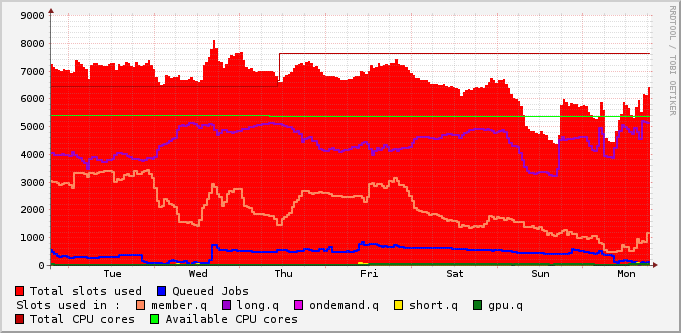 RRDTOOL / TOBI OETIKER
9000
8000
7000
6000
5000
4000
3000
2000
1000
0
Tue Wed Thu Fri Sat Sun Mon
Total slots used Queued Jobs
Slots used in : member.q long.q ondemand.q short.q gpu.q
Total CPU cores Available CPU cores